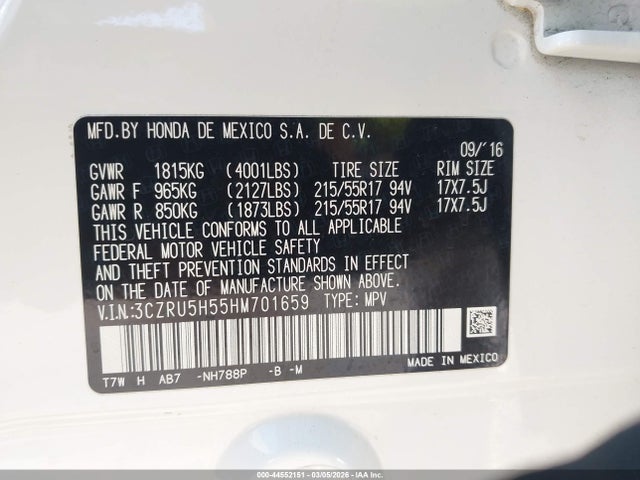 MFD.BY HONDA DE MEXICO S.A. DE C.V.
09/'16
GVWR 1815KG (4001LBS) TIRE SIZE RIM SIZE
GAWR F 965KG (2127LBS) 215/55R17 94V 17X7.5J
GAWR R 850KG (1873LBS) 215/55R17 94V 17X7.5J
THIS VEHICLE CONFORMS TO ALL APPLICABLE
FEDERAL MOTOR VEHICLE SAFETY
AND THEFT PREVENTION STANDARDS IN EFFECT
ON THE DATE OF MANUFACTURE SHOWN ABOVE.
V.I.N:3CZRU5H55HM701659 TYPE: MPV
MADE IN MEXICO
T7W H AB7 -NH788P -B -M
000-44552151 - 03/05/2026 - IAA Inc.